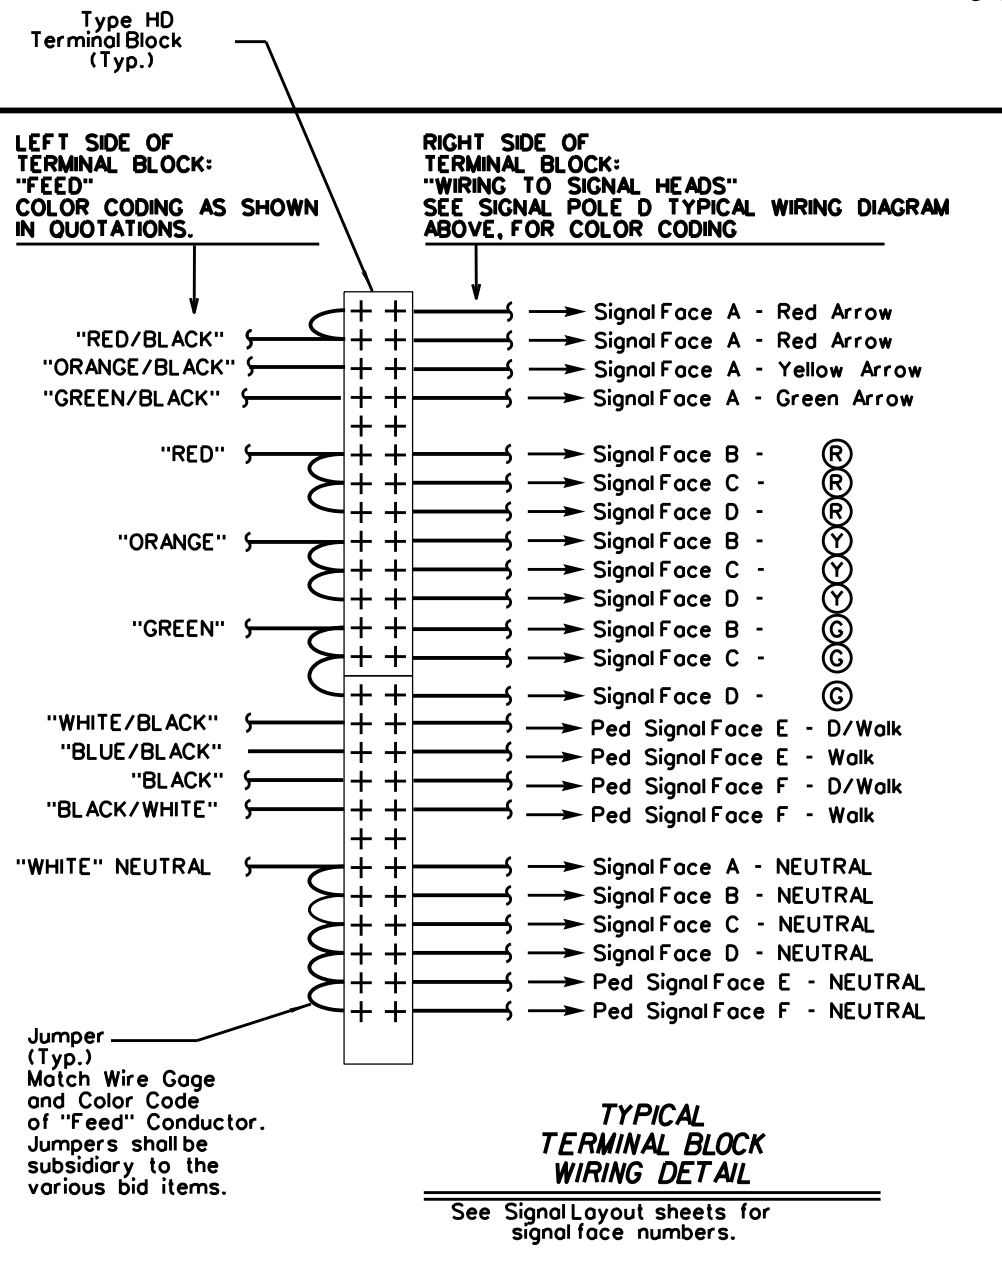 Type HD
Terminal Block
(Typ.)
LEFT SIDE OF
TERMINAL BLOCK:
"FEED"
COLOR CODING AS SHOWN
IN QUOTATIONS.
RIGHT SIDE OF
TERMINAL BLOCK:
"WIRING TO SIGNAL HEADS"
SEE SIGNAL POLE D TYPICAL WIRING DIAGRAM
ABOVE, FOR COLOR CODING
Signal Face A - Red Arrow
"RED/BLACK" Signal Face A - Red Arrow
"ORANGE/BLACK" Signal Face A - Yellow Arrow
"GREEN/BLACK" Signal Face A - Green Arrow
"RED" Signal Face B - R
Signal Face C - R
Signal Face D - R
"ORANGE" Signal Face B - Y
Signal Face C - Y
Signal Face D - Y
"GREEN" Signal Face B - G
Signal Face C - G
Signal Face D - G
"WHITE/BLACK" Ped Signal Face E - D/Walk
"BLUE/BLACK" Ped Signal Face E - Walk
"BLACK" Ped Signal Face F - D/Walk
"BLACK/WHITE" Ped Signal Face F - Walk
"WHITE" NEUTRAL Signal Face A - NEUTRAL
Signal Face B - NEUTRAL
Signal Face C - NEUTRAL
Signal Face D - NEUTRAL
Ped Signal Face E - NEUTRAL
Ped Signal Face F - NEUTRAL
Jumper
(Typ.)
Match Wire Gage
and Color Code
of "Feed" Conductor.
Jumpers shall be
subsidiary to the
various bid items.
TYPICAL
TERMINAL BLOCK
WIRING DETAIL
See Signal Layout sheets for
signal face numbers.